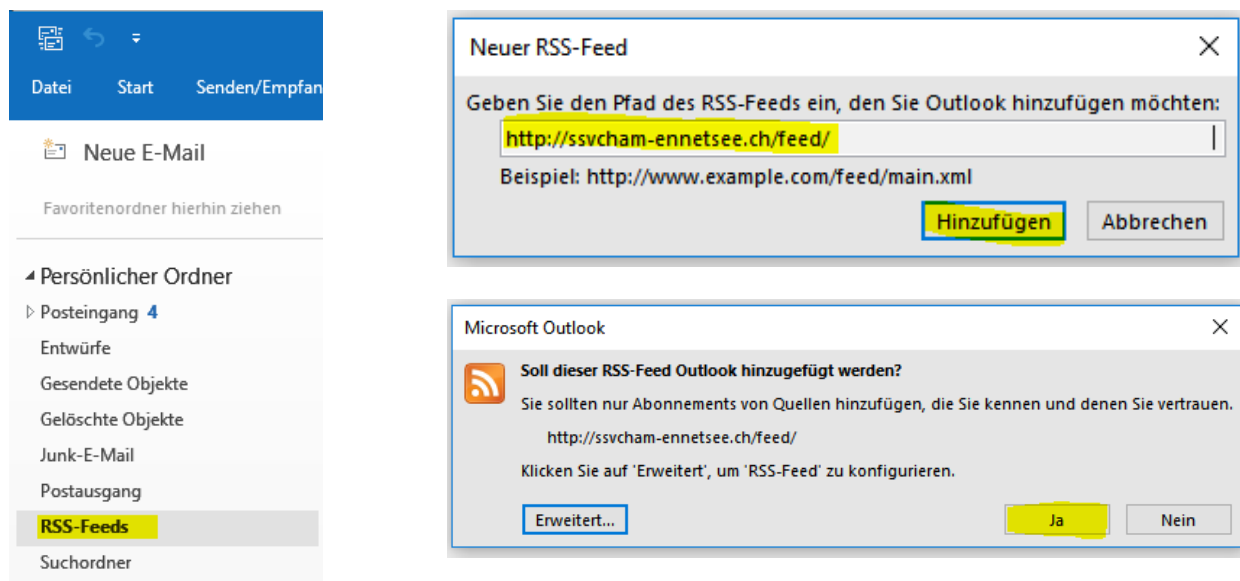 Datei Start Senden/Empfan
Neue E-Mail
Favoritenordner hierhin ziehen
Persönlicher Ordner
Posteingang 4
Entwürfe
Gesendete Objekte
Gelöschte Objekte
Junk-E-Mail
Postausgang
RSS-Feeds
Suchordner
Neuer RSS-Feed
Geben Sie den Pfad des RSS-Feeds ein, den Sie Outlook hinzufügen möchten:
http://ssvcham-ennetsee.ch/feed/
Beispiel: http://www.example.com/feed/main.xml
Hinzufügen Abbrechen
Microsoft Outlook
Soll dieser RSS-Feed Outlook hinzugefügt werden?
Sie sollten nur Abonnements von Quellen hinzufügen, die Sie kennen und denen Sie vertrauen.
http://ssvcham-ennetsee.ch/feed/
Klicken Sie auf 'Erweitert', um 'RSS-Feed' zu konfigurieren.
Erweitert... Ja Nein